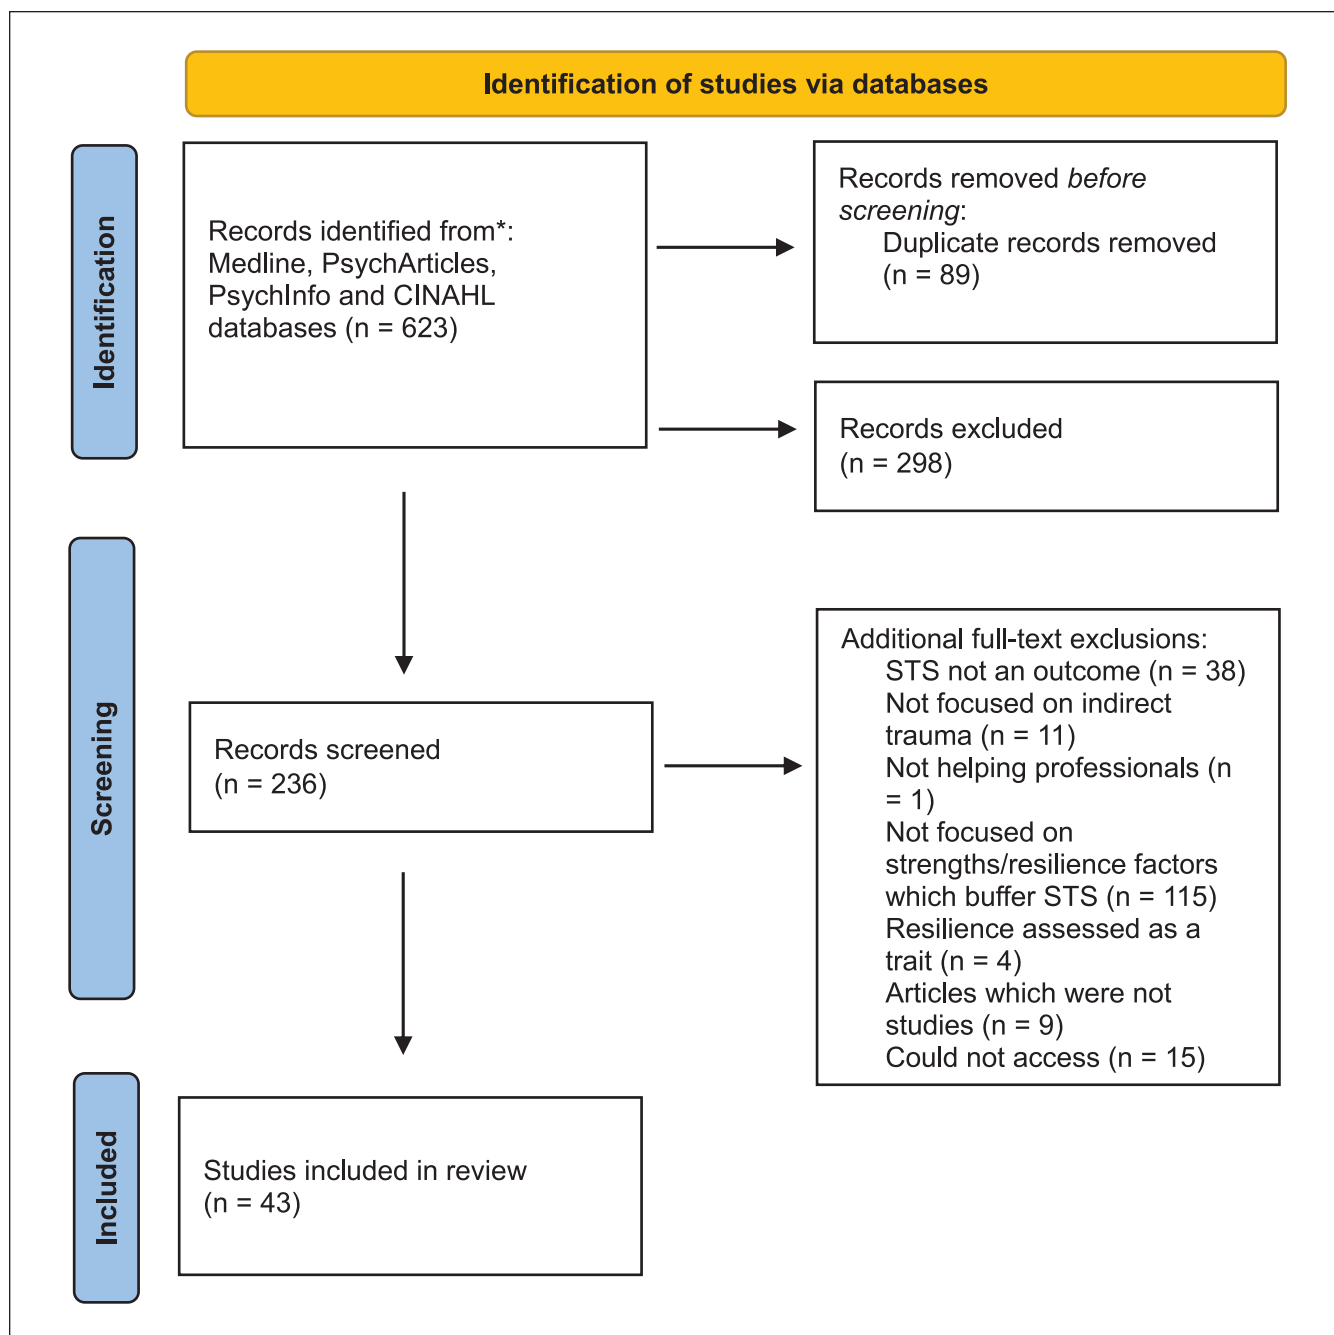 Identification of studies via databases
Identification
Records identified from*:
Medline, PsychArticles,
PsychInfo and CINAHL
databases (n = 623)
Records removed before
screening:
Duplicate records removed
(n = 89)
Records excluded
(n = 298)
Screening
Records screened
(n = 236)
Additional full-text exclusions:
STS not an outcome (n = 38)
Not focused on indirect
trauma (n = 11)
Not helping professionals (n
= 1)
Not focused on
strengths/resilience factors
which buffer STS (n = 115)
Resilience assessed as a
trait (n = 4)
Articles which were not
studies (n = 9)
Could not access (n = 15)
Included
Studies included in review
(n = 43)